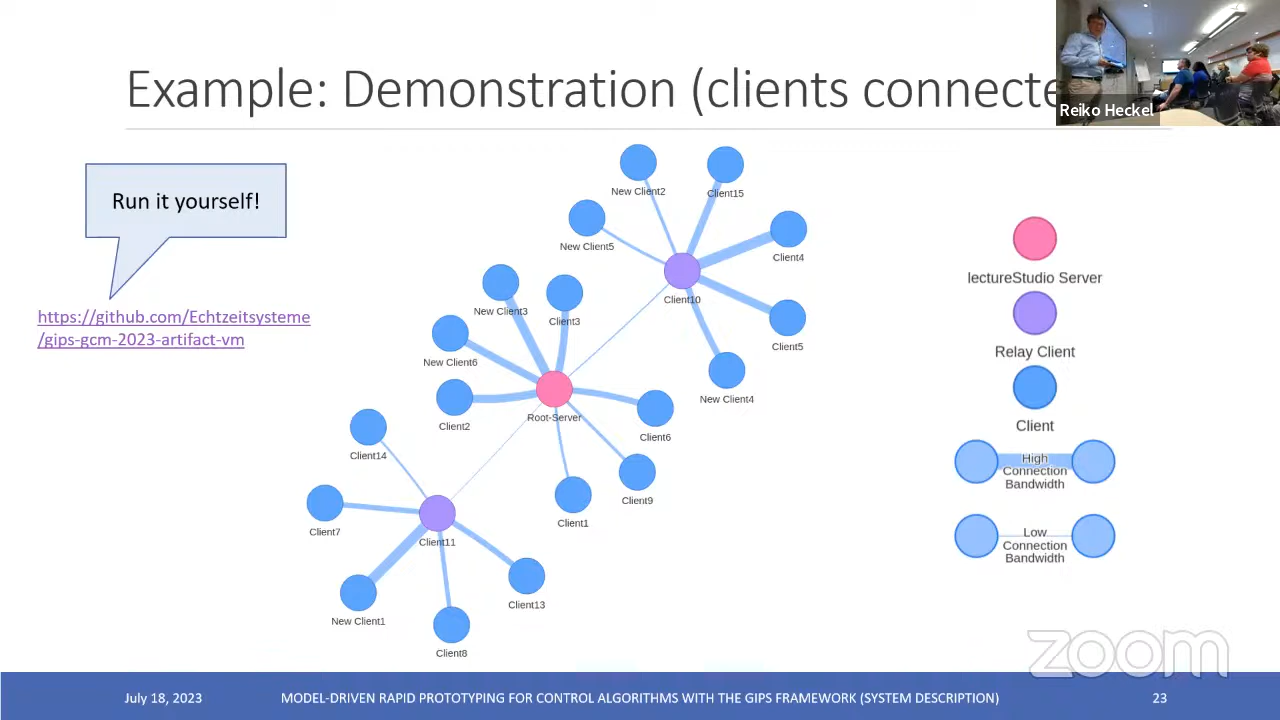 Example: Demonstration (clients connecte
Reiko Heckel
Run it yourself!
https://github.com/Echtzeitsysteme
/gips-gcm-2023-artifact-vm
New Client2
Client15
New Client5
Client4
Client10
New Client3
Client3
Client5
New Client6
New Client4
Client2
Root-Server
Client6
Client14
Client9
Client1
Client7
Client11
Client13
New Client1
Client8
lectureStudio Server
Relay Client
Client
High
Connection
Bandwidth
Low
Connection
Bandwidth
zoom
July 18, 2023
MODEL-DRIVEN RAPID PROTOTYPING FOR CONTROL ALGORITHMS WITH THE GIPS FRAMEWORK (SYSTEM DESCRIPTION)
23